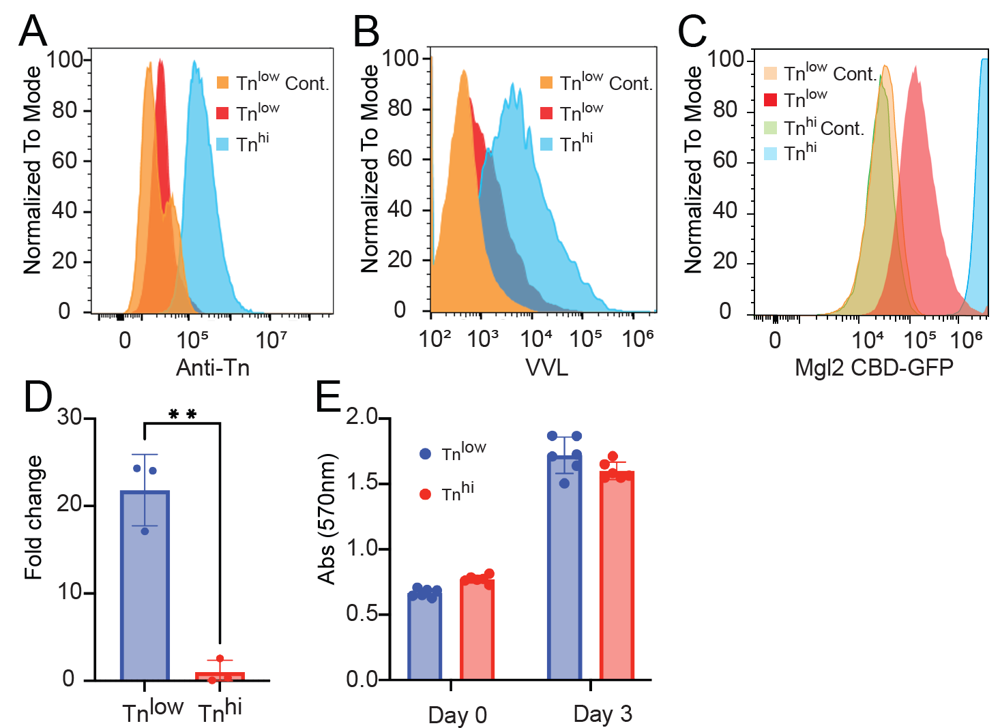 A
Normalized To Mode
100
80
60
40
20
0
0 10⁵ 10⁷
Anti-Tn
Tnlow Cont.
Tnlow
Tnhi
B
Normalized To Mode
100
80
60
40
20
0
10² 10³ 10⁴ 10⁵ 10⁶
VVL
Tnlow Cont.
Tnlow
Tnhi
C
Normalized To Mode
100
80
60
40
20
0
0 10⁴ 10⁵ 10⁶
Mgl2 CBD-GFP
Tnlow Cont.
Tnlow
Tnhi Cont.
Tnhi
D
Fold change
30
20
10
0
**
Tnlow Tnhi
E
Abs (570nm)
2.0
1.5
1.0
0.5
0.0
Tnlow
Tnhi
Day 0 Day 3